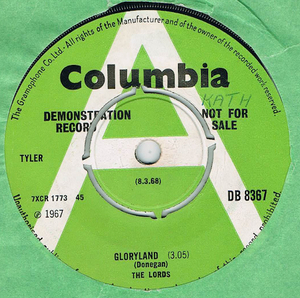 The Gramophone Co. Ltd. - All rights of the Manufacturer and of the owner of the recorded work reserved.
Columbia
KATH
DEMONSTRATION NOT FOR
RECORD SALE
TYLER
(8.3.68)
7XCR 1773 45
DB 8367
℗ 1967
GLORYLAND (3.05)
(Donegan)
THE LORDS
Unauthorised
prohibited.